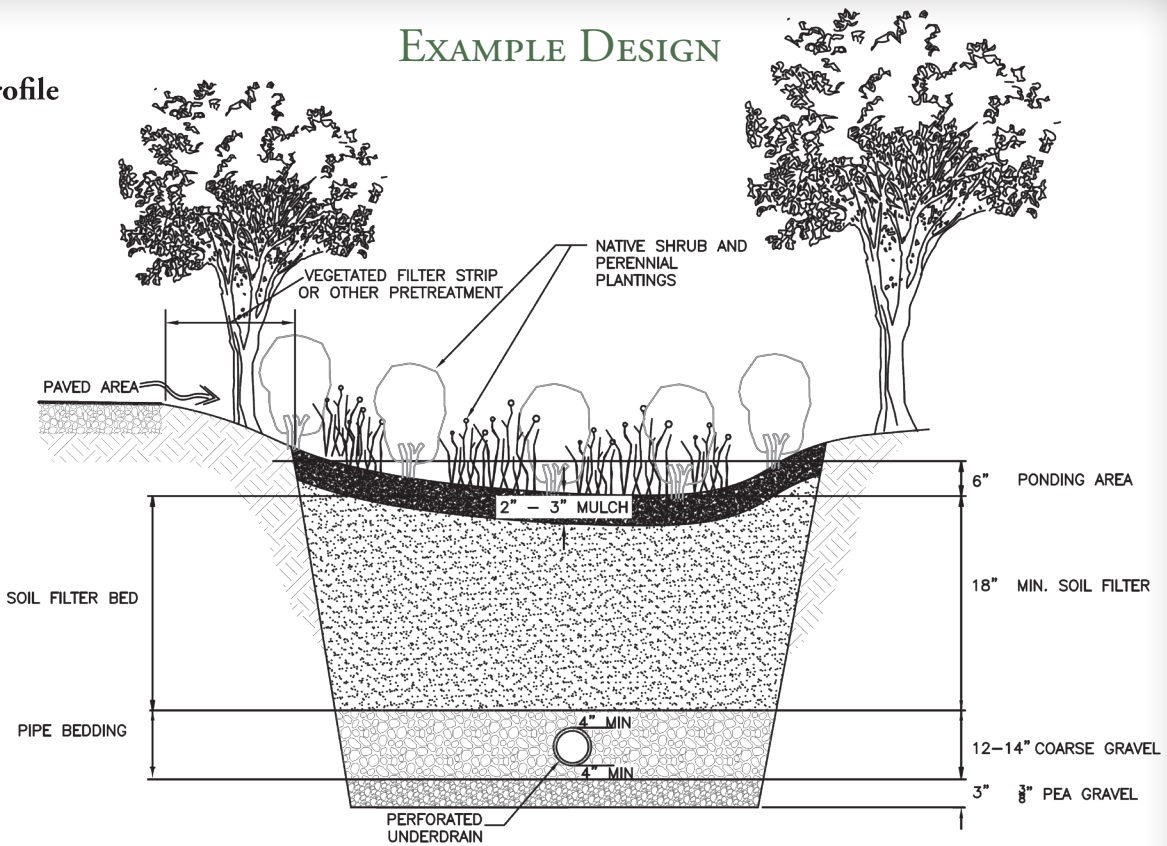 EXAMPLE DESIGN
rofile
NATIVE SHRUB AND
PERENNIAL
PLANTINGS
VEGETATED FILTER STRIP
OR OTHER PRETREATMENT
PAVED AREA
6" PONDING AREA
2" – 3" MULCH
SOIL FILTER BED
18" MIN. SOIL FILTER
4" MIN
PIPE BEDDING
12–14" COARSE GRAVEL
4" MIN
3" 3/8" PEA GRAVEL
PERFORATED
UNDERDRAIN